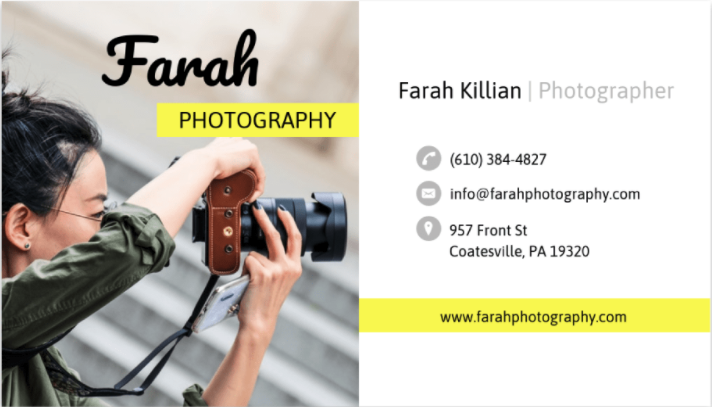 Farah
PHOTOGRAPHY
Farah Killian | Photographer
(610) 384-4827
info@farahphotography.com
957 Front St
Coatesville, PA 19320
www.farahphotography.com